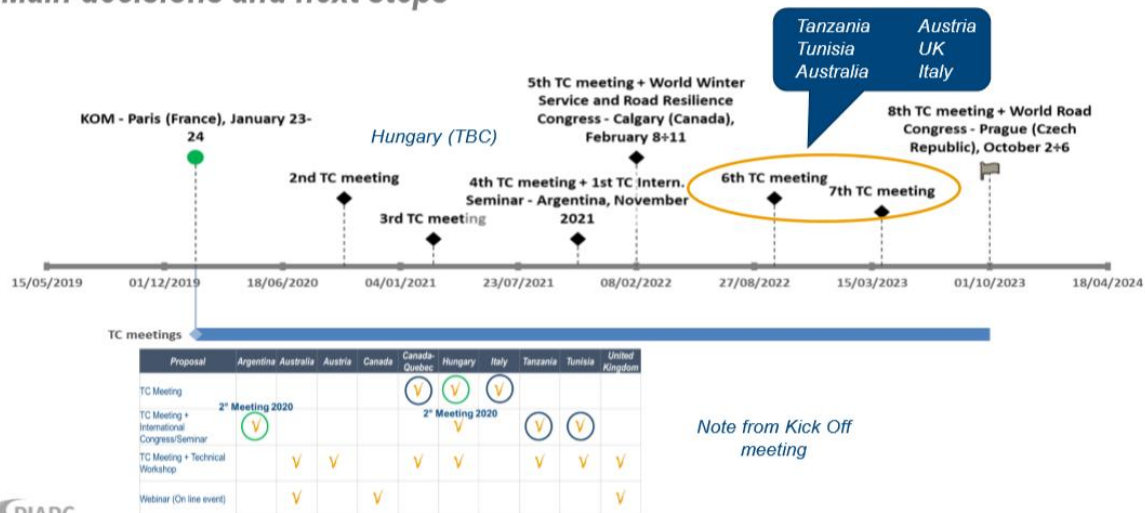 Main decisions and next steps
Tanzania Austria
Tunisia UK
Australia Italy
5th TC meeting + World Winter
Service and Road Resilience
Congress - Calgary (Canada),
February 8÷11
8th TC meeting + World Road
Congress - Prague (Czech
Republic), October 2÷6
KOM - Paris (France), January 23-
24
Hungary (TBC)
2nd TC meeting
4th TC meeting + 1st TC Intern.
Seminar - Argentina, November
2021
3rd TC meeting
6th TC meeting
7th TC meeting
15/05/2019 01/12/2019 18/06/2020 04/01/2021 23/07/2021 08/02/2022 27/08/2022 15/03/2023 01/10/2023 18/04/2024
TC meetings
Proposal Argentina Australia Austria Canada Canada-Quebec Hungary Italy Tanzania Tunisia United Kingdom
TC Meeting V V V
2° Meeting 2020 2° Meeting 2020
TC Meeting +
International
Congress/Seminar V V V V
TC Meeting + Technical
Workshop V V V V V V V
Webinar (On line event) V V V
Note from Kick Off
meeting
PIARC